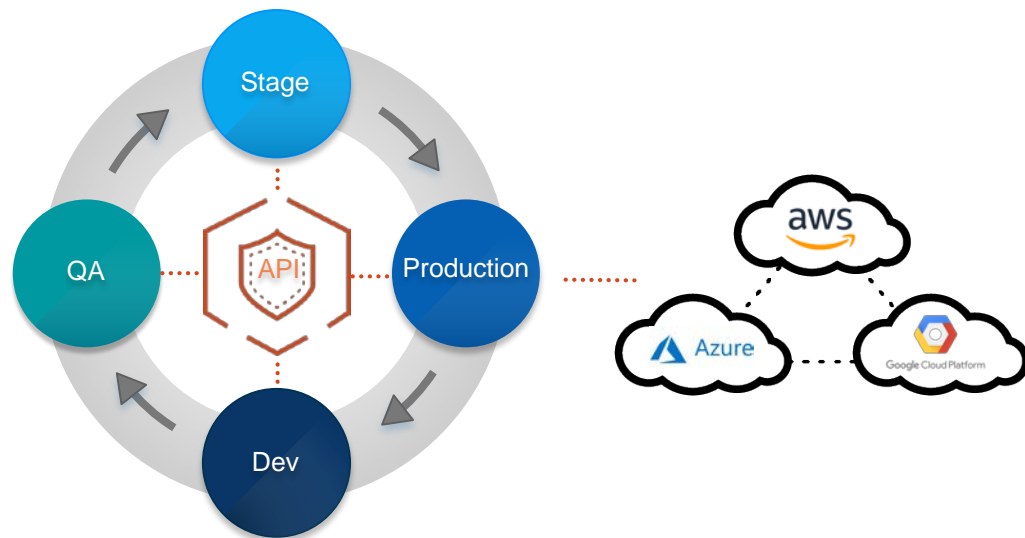 Stage
QA
API
Production
Dev
aws
Azure
Google Cloud Platform